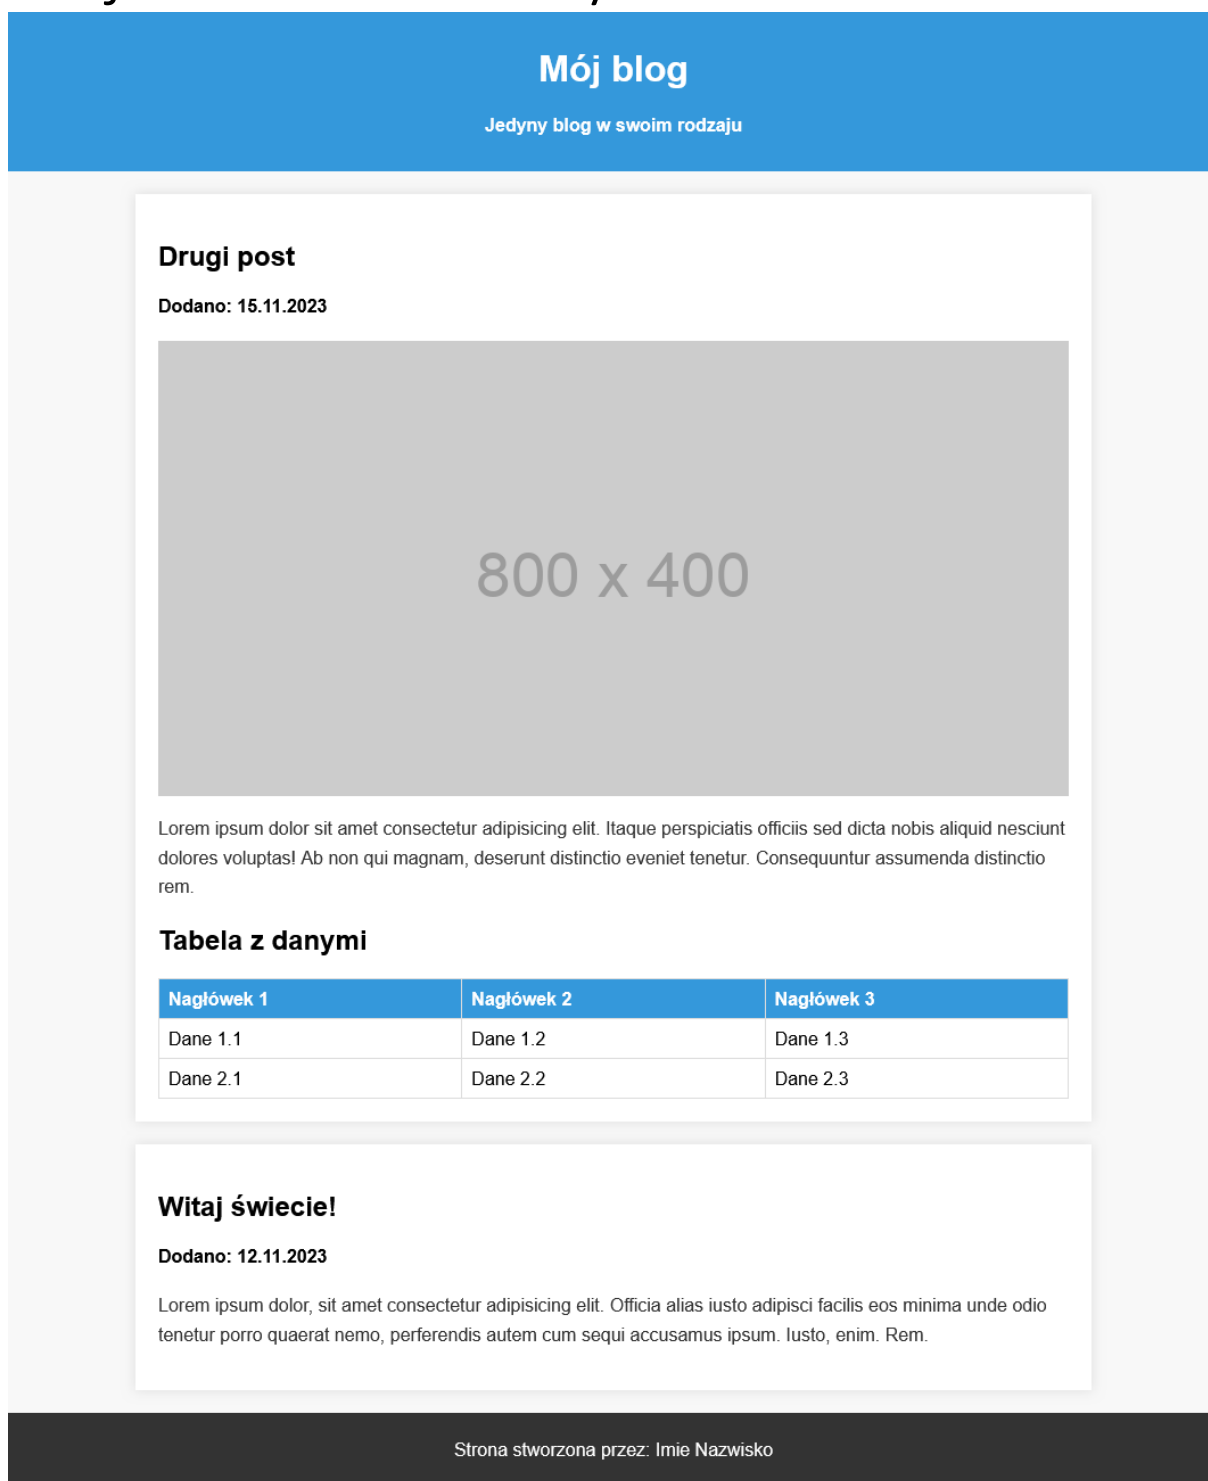 Mój blog
Jedyny blog w swoim rodzaju
Drugi post
Dodano: 15.11.2023
800 x 400
Lorem ipsum dolor sit amet consectetur adipisicing elit. Itaque perspiciatis officiis sed dicta nobis aliquid nesciunt
dolores voluptas! Ab non qui magnam, deserunt distinctio eveniet tenetur. Consequuntur assumenda distinctio
rem.
Tabela z danymi
Nagłówek 1 Nagłówek 2 Nagłówek 3
Dane 1.1 Dane 1.2 Dane 1.3
Dane 2.1 Dane 2.2 Dane 2.3
Witaj świecie!
Dodano: 12.11.2023
Lorem ipsum dolor, sit amet consectetur adipisicing elit. Officia alias iusto adipisci facilis eos minima unde odio
tenetur porro quaerat nemo, perferendis autem cum sequi accusamus ipsum. Iusto, enim. Rem.
Strona stworzona przez: Imie Nazwisko